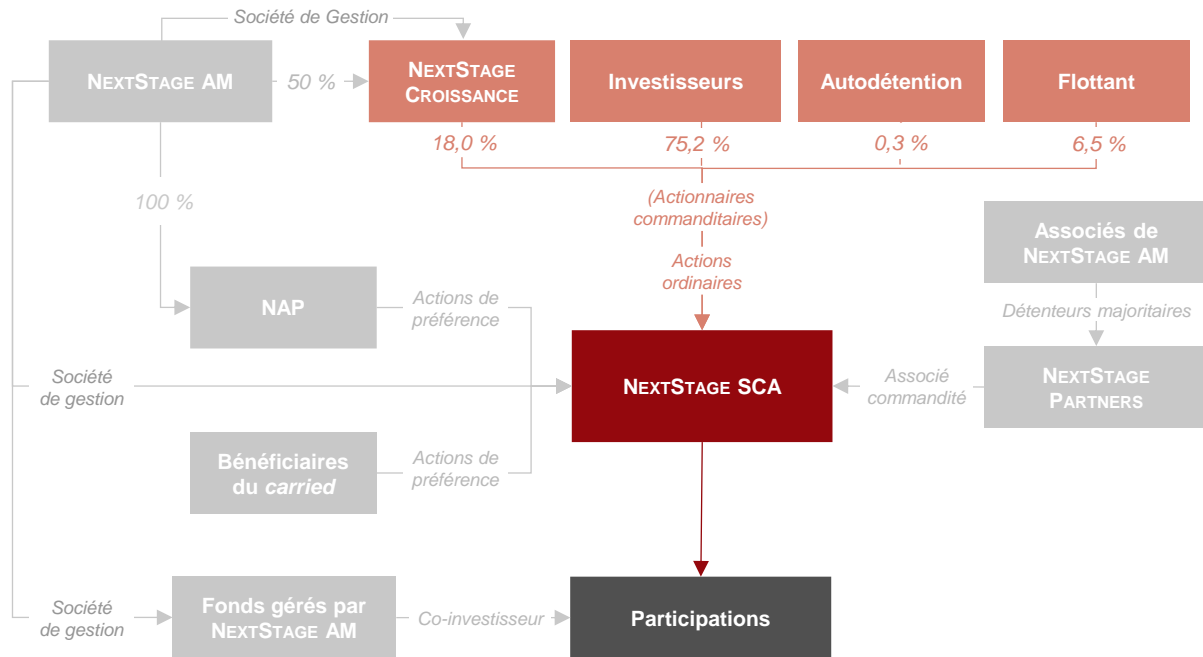 Société de Gestion
NEXTSTAGE AM
50 %
NEXTSTAGE
CROISSANCE
Investisseurs
Autodétention
Flottant
18,0 %
75,2 %
0,3 %
6,5 %
100 %
(Actionnaires
commanditaires)
Associés de
NEXTSTAGE AM
Actions
ordinaires
NAP
Actions de
préférence
Détenteurs majoritaires
Société
de gestion
NEXTSTAGE SCA
Associé
commandité
NEXTSTAGE
PARTNERS
Bénéficiaires
du carried
Actions de
préférence
Société
de gestion
Fonds gérés par
NEXTSTAGE AM
Co-investisseur
Participations